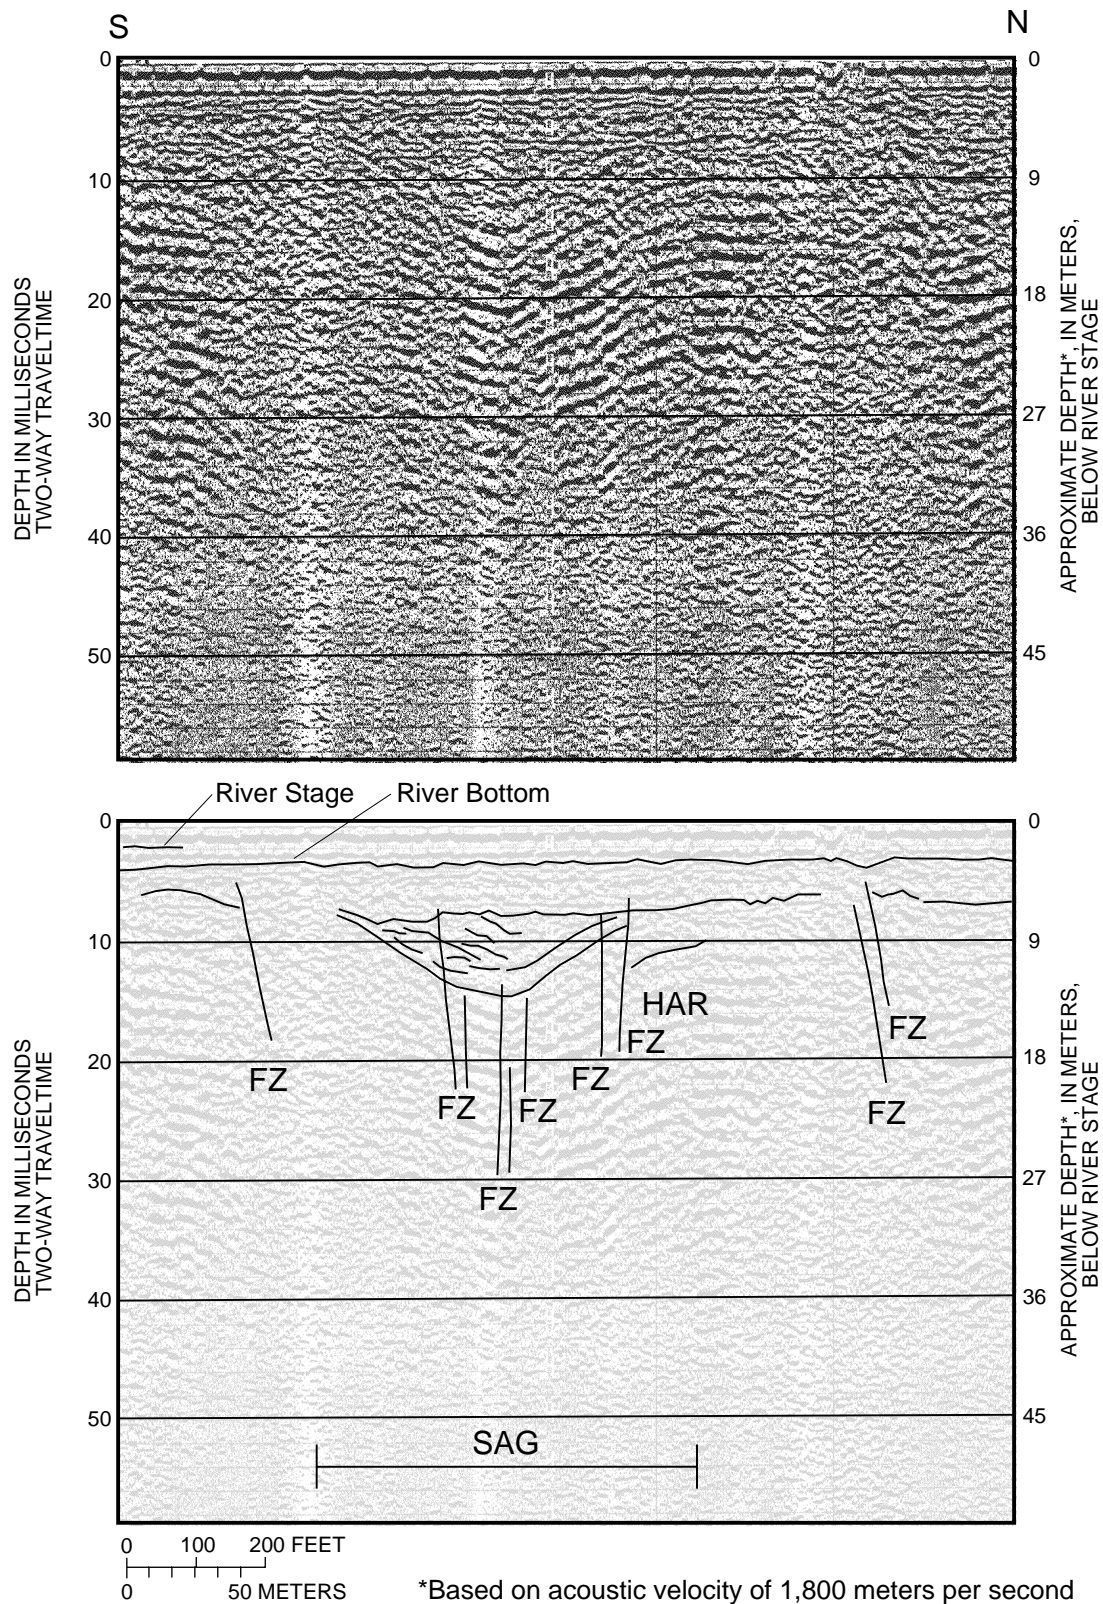 S N
0 0
10 9
20 18
30 27
40 36
50 45
DEPTH IN MILLISECONDS
TWO-WAY TRAVELTIME
APPROXIMATE DEPTH*, IN METERS,
BELOW RIVER STAGE
River Stage River Bottom
0 0
10 9
20 18
30 27
40 36
50 45
DEPTH IN MILLISECONDS
TWO-WAY TRAVELTIME
APPROXIMATE DEPTH*, IN METERS,
BELOW RIVER STAGE
HAR
FZ
FZ
FZ
FZ
FZ
FZ
FZ
FZ
SAG
0 100 200 FEET
0 50 METERS
*Based on acoustic velocity of 1,800 meters per second